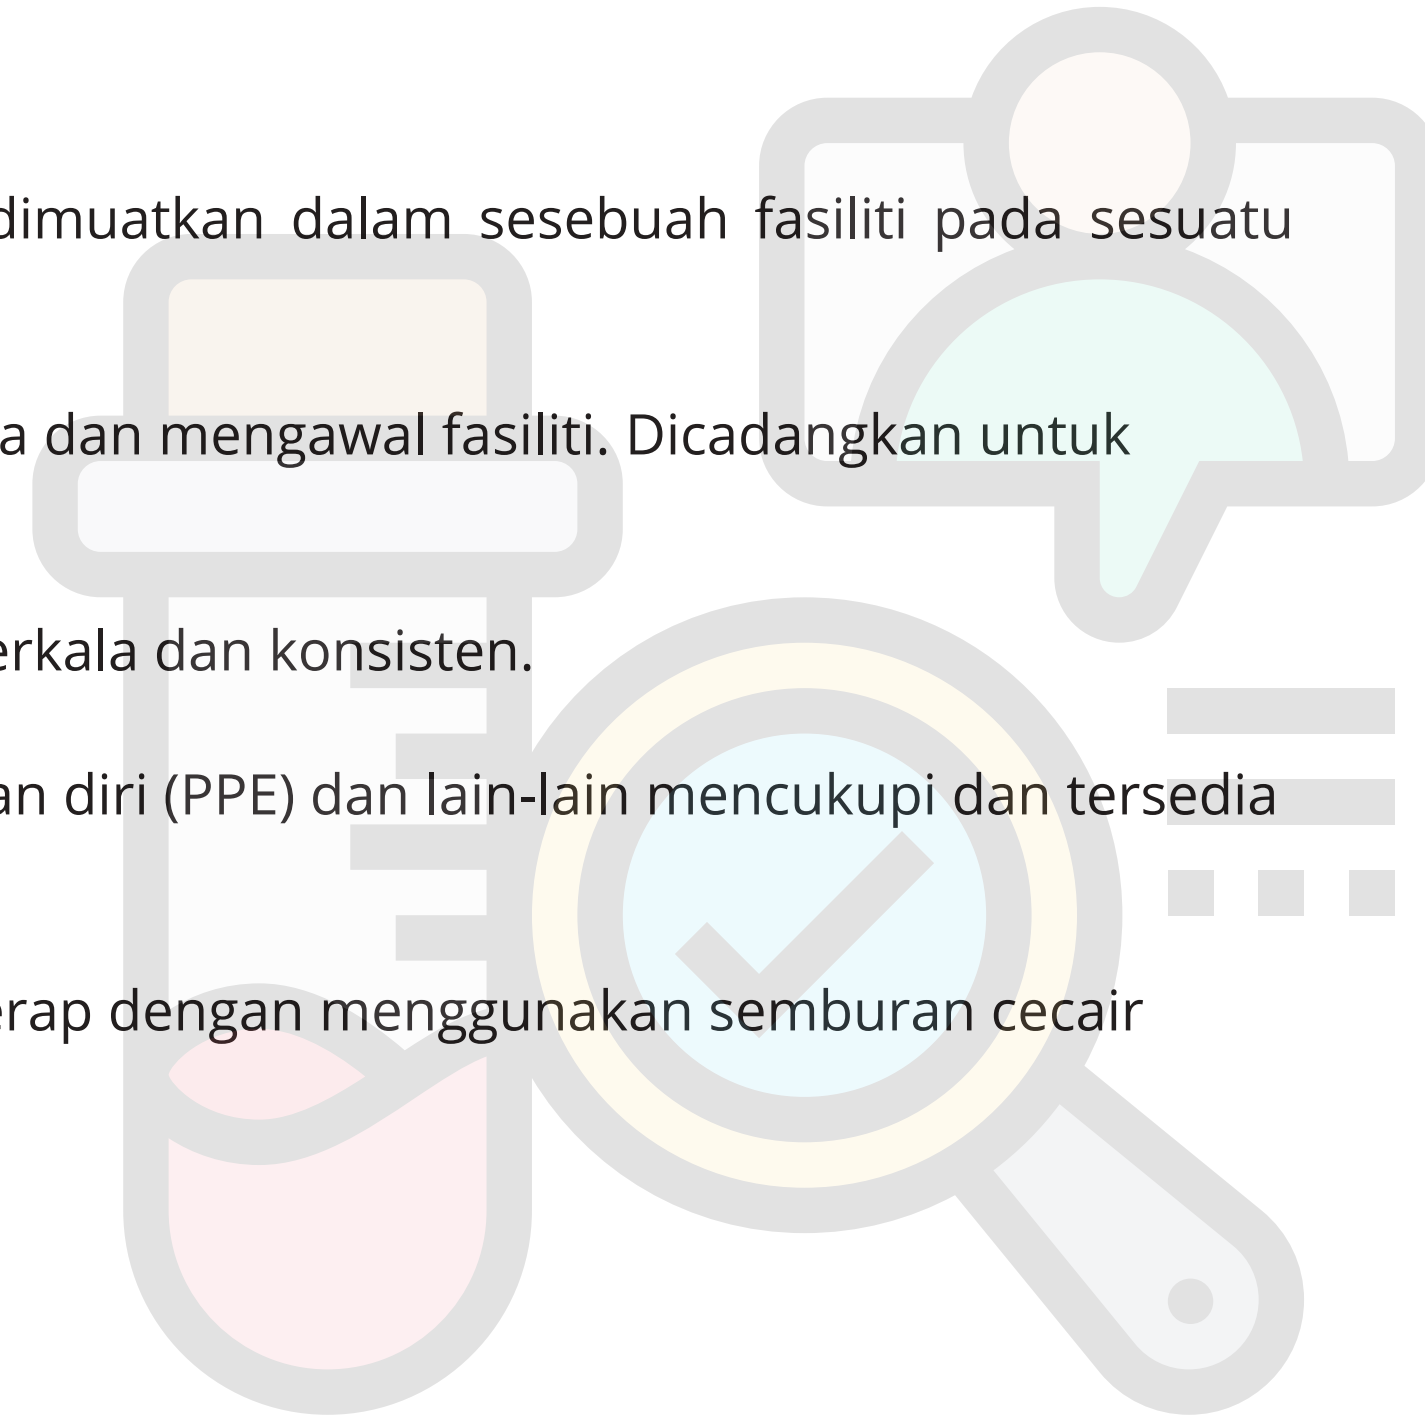 dimuatkan dalam sesebuah fasiliti pada sesuatu
a dan mengawal fasiliti. Dicadangkan untuk
erkala dan konsisten.
an diri (PPE) dan lain-lain mencukupi dan tersedia
erap dengan menggunakan semburan cecair